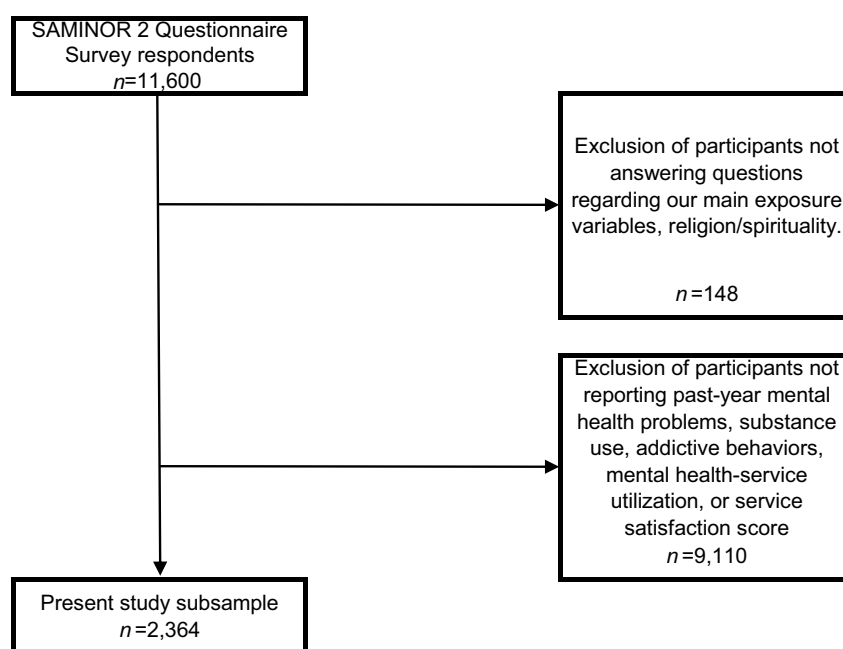 SAMINOR 2 Questionnaire
Survey respondents
n=11,600
Exclusion of participants not
answering questions
regarding our main exposure
variables, religion/spirituality.
n=148
Exclusion of participants not
reporting past-year mental
health problems, substance
use, addictive behaviors,
mental health-service
utilization, or service
satisfaction score
n=9,110
Present study subsample
n=2,364